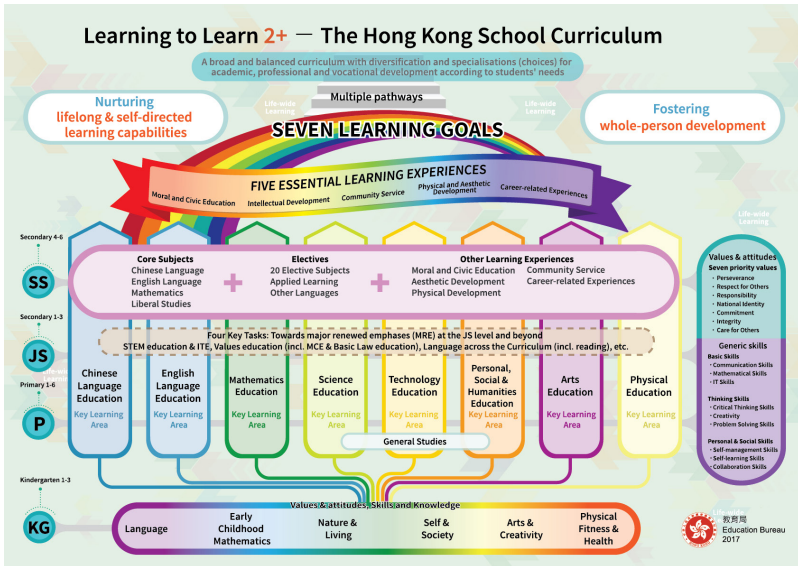 Learning to Learn 2+ — The Hong Kong School Curriculum
A broad and balanced curriculum with diversification and specialisations (choices) for
academic, professional and vocational development according to students' needs
Multiple pathways
Life-wide
Learning
Life-wide
Learning
Nurturing
lifelong & self-directed
learning capabilities
Fostering
whole-person development
SEVEN LEARNING GOALS
FIVE ESSENTIAL LEARNING EXPERIENCES
Moral and Civic Education
Intellectual Development
Community Service
Physical and Aesthetic
Development
Career-related Experiences
Life-wide
Learning
Secondary 4-6
SS
Core Subjects
Chinese Language
English Language
Mathematics
Liberal Studies
+
Electives
20 Elective Subjects
Applied Learning
Other Languages
+
Other Learning Experiences
Moral and Civic Education
Aesthetic Development
Physical Development
Community Service
Career-related Experiences
Values & attitudes
Seven priority values
· Perseverance
· Respect for Others
· Responsibility
· National Identity
· Commitment
· Integrity
· Care for Others
Generic skills
Basic Skills
· Communication Skills
· Mathematical Skills
· IT Skills
Thinking Skills
· Critical Thinking Skills
· Creativity
· Problem Solving Skills
Personal & Social Skills
· Self-management Skills
· Self-learning Skills
· Collaboration Skills
Secondary 1-3
JS
Four Key Tasks: Towards major renewed emphases (MRE) at the JS level and beyond
STEM education & ITE, Values education (incl. MCE & Basic Law education), Language across the Curriculum (incl. reading), etc.
Life-wide
Learning
Primary 1-6
P
Chinese
Language
Education
Key Learning
Area
English
Language
Education
Key Learning
Area
Mathematics
Education
Key Learning
Area
Science
Education
Key Learning
Area
Technology
Education
Key Learning
Area
Personal,
Social &
Humanities
Education
Key Learning
Area
Arts
Education
Key Learning
Area
Physical
Education
Key Learning
Area
General Studies
Kindergarten 1-3
KG
Values & attitudes, Skills and Knowledge
Language
Early
Childhood
Mathematics
Nature &
Living
Self &
Society
Arts &
Creativity
Physical
Fitness &
Health
Life-wide
教育局
Education Bureau
2017